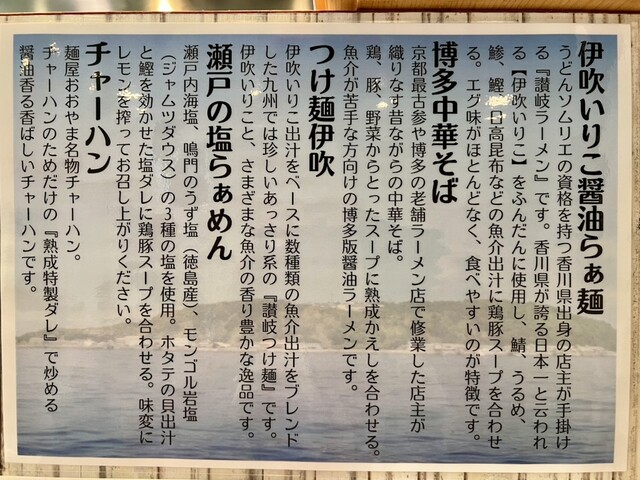 伊吹いりこ醤油らぁ麺
うどんソムリエの資格を持つ香川県出身の店主が手掛け
る『讃岐ラーメン』です。香川県が誇る日本一と云われ
る【伊吹いりこ】をふんだんに使用し、鯖、うるめ、
鯵、鰹、日高昆布などの魚介出汁に鶏豚スープを合わせ
る。エグ味がほとんどなく、食べやすいのが特徴です。
博多中華そば
京都最古参や博多の老舗ラーメン店で修業した店主が
織りなす昔ながらの中華そば。
鶏、豚、野菜からとったスープに熟成かえしを合わせる。
魚介が苦手な方向けの博多版醤油ラーメンです。
つけ麺伊吹
伊吹いりこ出汁をベースに数種類の魚介出汁をブレンド
した九州では珍しいあっさり系の『讃岐つけ麺』です。
伊吹いりこと、さまざまな魚介の香り豊かな逸品です。
瀬戸の塩らぁめん
瀬戸内海塩、鳴門のうず塩（徳島産）、モンゴル岩塩
（ジャムツダウス）の3種の塩を使用。ホタテの貝出汁
と鰹を効かせた塩ダレに鶏豚スープを合わせる。味変に
レモンを搾ってお召し上がりください。
チャーハン
麺屋おおやま名物チャーハン。
チャーハンのためだけの『熟成特製ダレ』で炒める
醤油香る香ばしいチャーハンです。